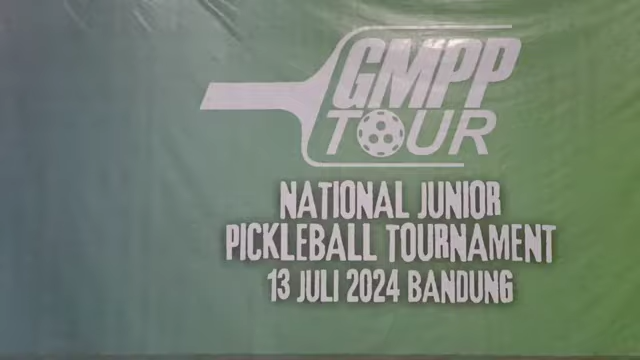 GMPP
TOUR
NATIONAL JUNIOR
PICKLEBALL TOURNAMENT
13 JULI 2024 BANDUNG